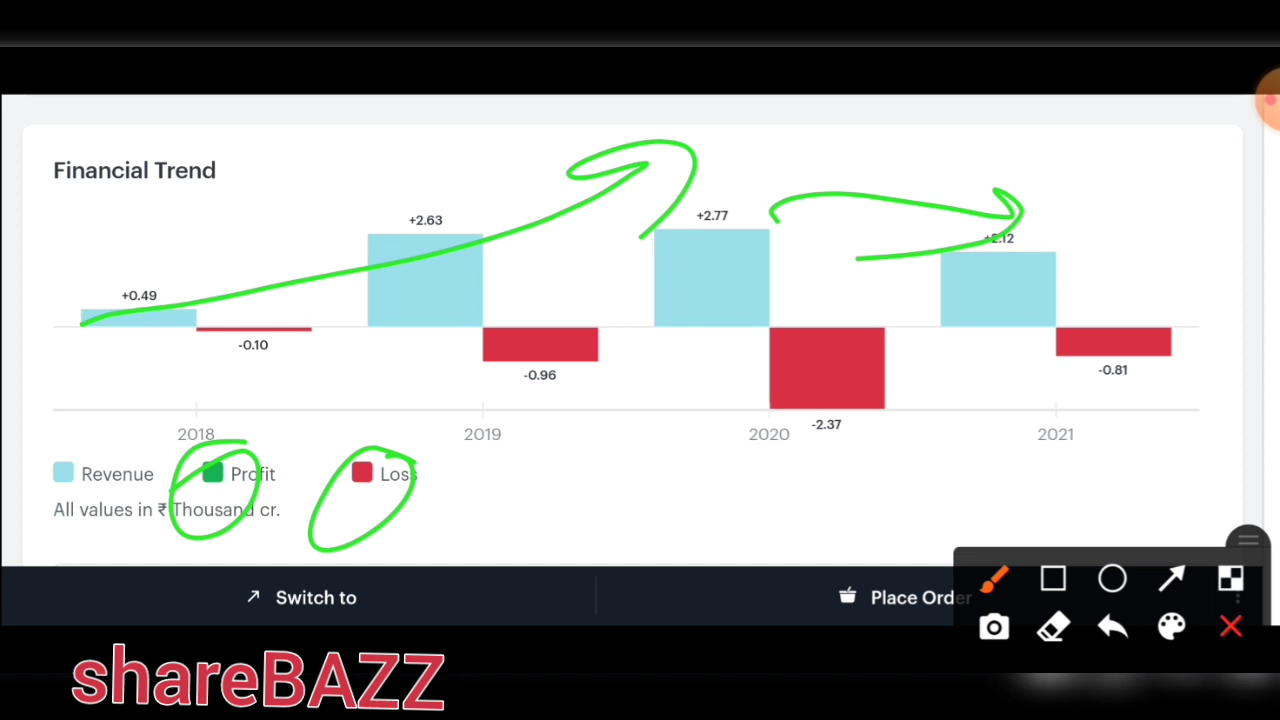 Financial Trend
+0.49
-0.10
+2.63
-0.96
+2.77
-2.37
+2.12
-0.81
2018 2019 2020 2021
Revenue Profit Loss
All values in ₹ Thousand cr.
Switch to Place Order
shareBAZZ